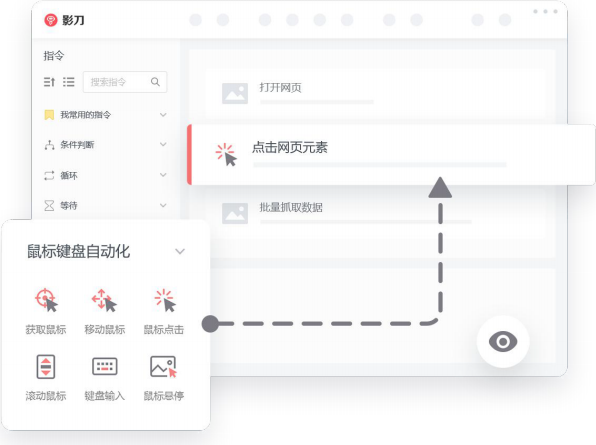 影刀
指令
搜索指令
我常用的指令
条件判断
循环
等待
打开网页
点击网页元素
批量抓取数据
鼠标键盘自动化
获取鼠标
移动鼠标
鼠标点击
滚动鼠标
键盘输入
鼠标悬停